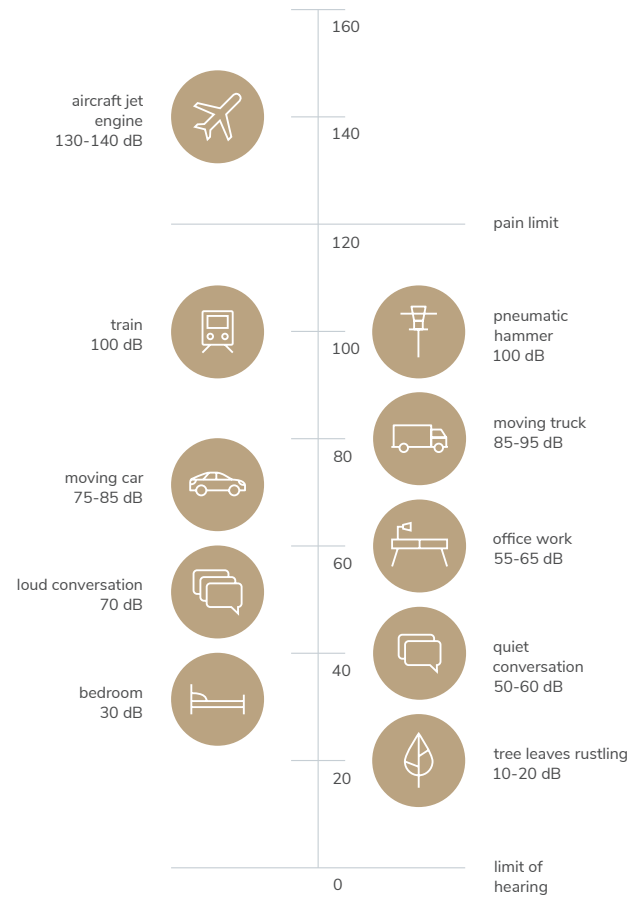 160
aircraft jet
engine
130-140 dB
140
pain limit
120
train
100 dB
100
pneumatic
hammer
100 dB
moving truck
85-95 dB
80
moving car
75-85 dB
office work
55-65 dB
60
loud conversation
70 dB
quiet
conversation
50-60 dB
40
bedroom
30 dB
tree leaves rustling
10-20 dB
20
limit of
hearing
0